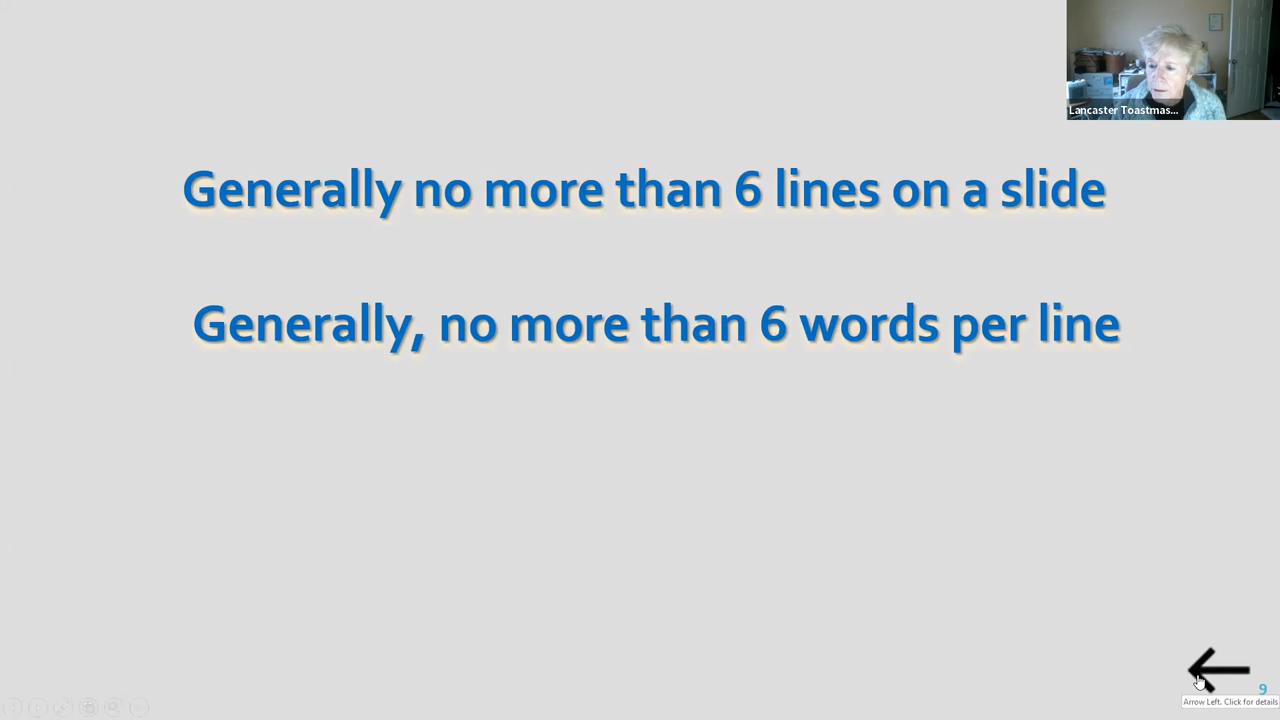 Lancaster Toastmas...
Generally no more than 6 lines on a slide
Generally, no more than 6 words per line
9
Arrow Left. Click for details